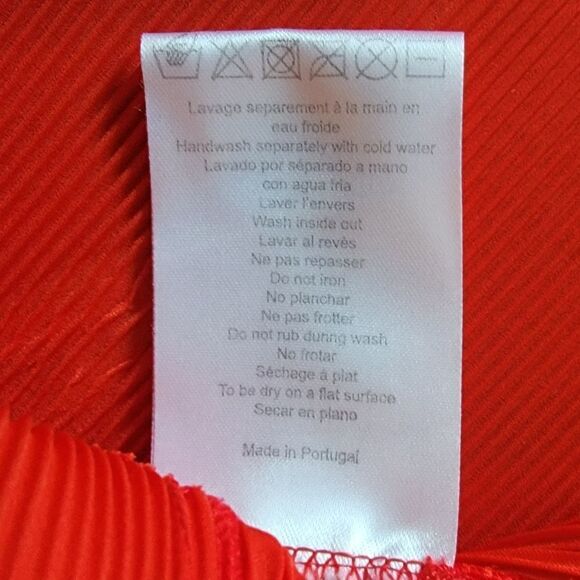 Lavage separement à la main en
eau froide
Handwash separately with cold water
Lavado por séparado a mano
con agua fria
Laver l'envers
Wash inside out
Lavar al revès
Ne pas repasser
Do not iron
No planchar
Ne pas frotter
Do not rub during wash
No frotar
Séchage à plat
To be dry on a flat surface
Secar en plano
Made in Portugal